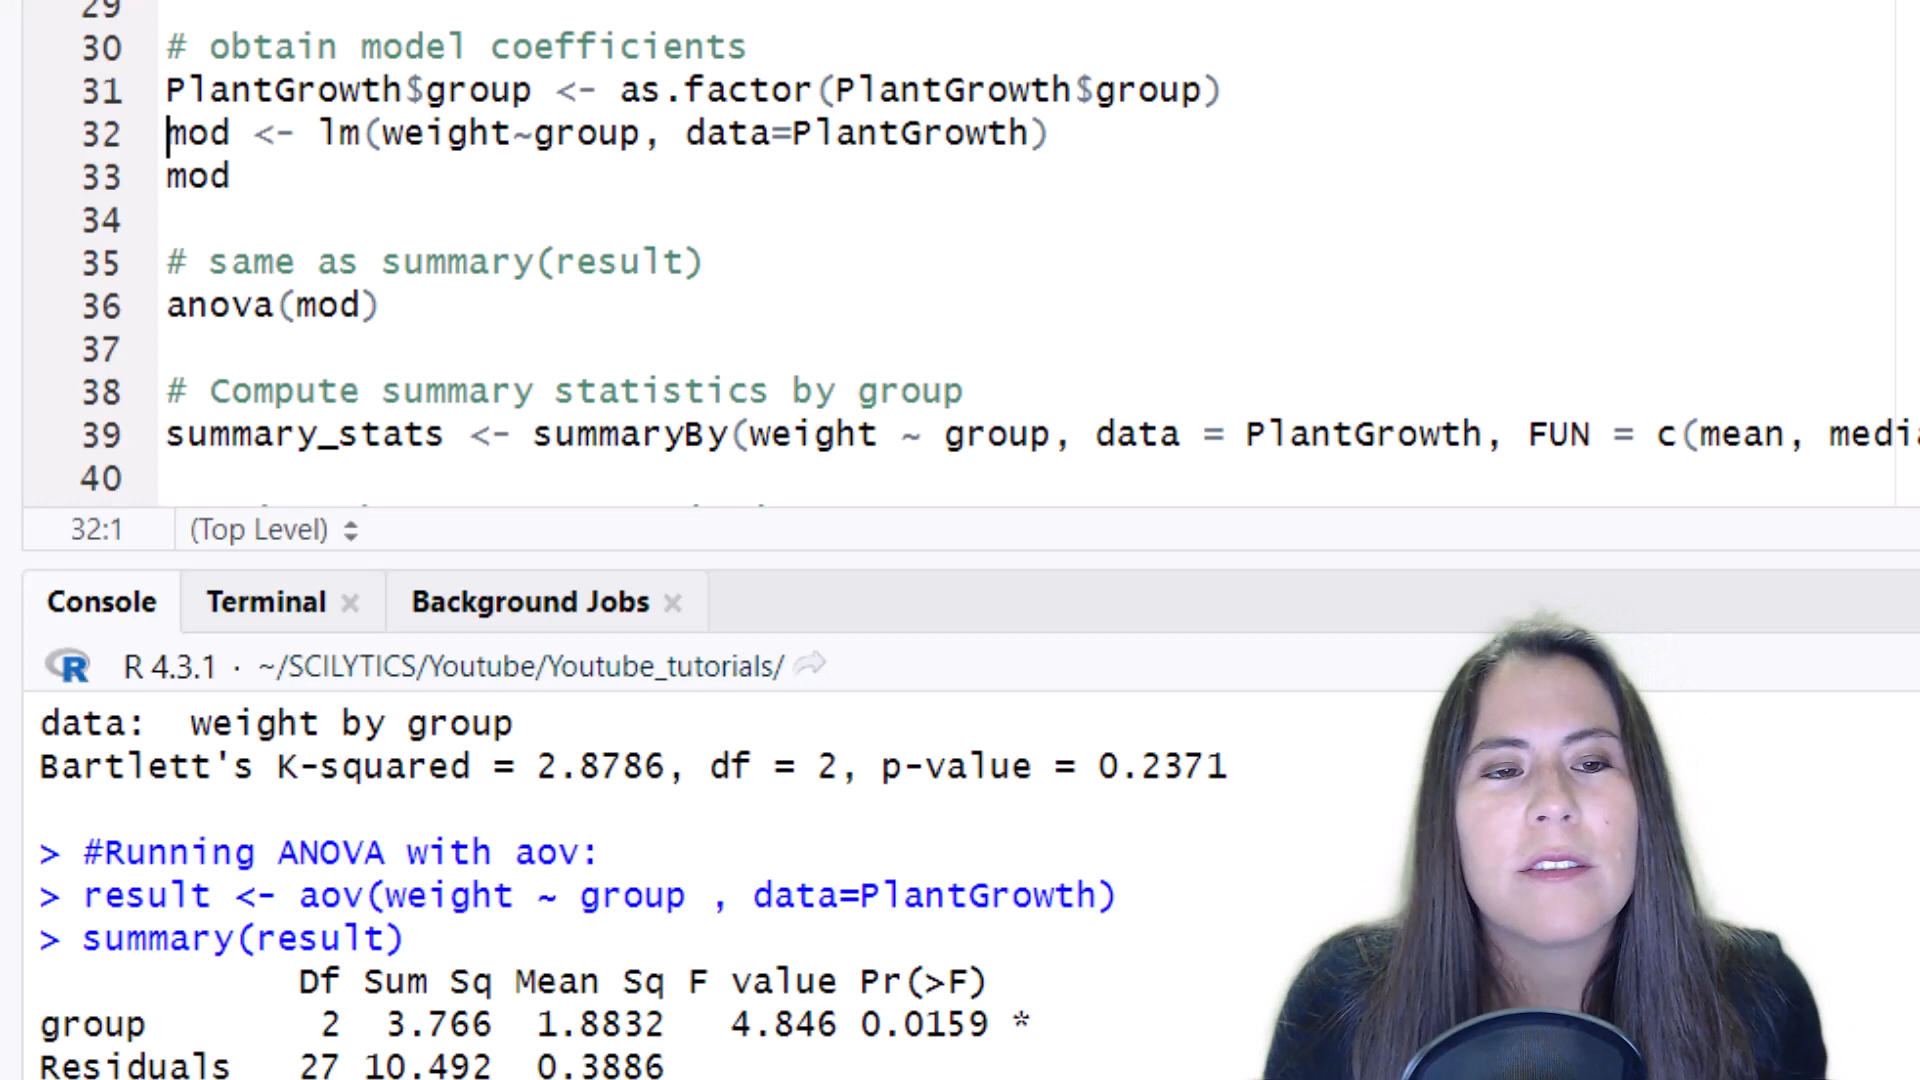 29
30 # obtain model coefficients
31 PlantGrowth$group <- as.factor(PlantGrowth$group)
32 mod <- lm(weight~group, data=PlantGrowth)
33 mod
34
35 # same as summary(result)
36 anova(mod)
37
38 # Compute summary statistics by group
39 summary_stats <- summaryBy(weight ~ group, data = PlantGrowth, FUN = c(mean, media
40
32:1 (Top Level)
Console Terminal Background Jobs
R R 4.3.1 · ~/SCILYTICS/Youtube/Youtube_tutorials/
data:  weight by group
Bartlett's K-squared = 2.8786, df = 2, p-value = 0.2371
> #Running ANOVA with aov:
> result <- aov(weight ~ group , data=PlantGrowth)
> summary(result)
Df Sum Sq Mean Sq F value Pr(>F)
group 2 3.766 1.8832 4.846 0.0159 *
Residuals 27 10.492 0.3886